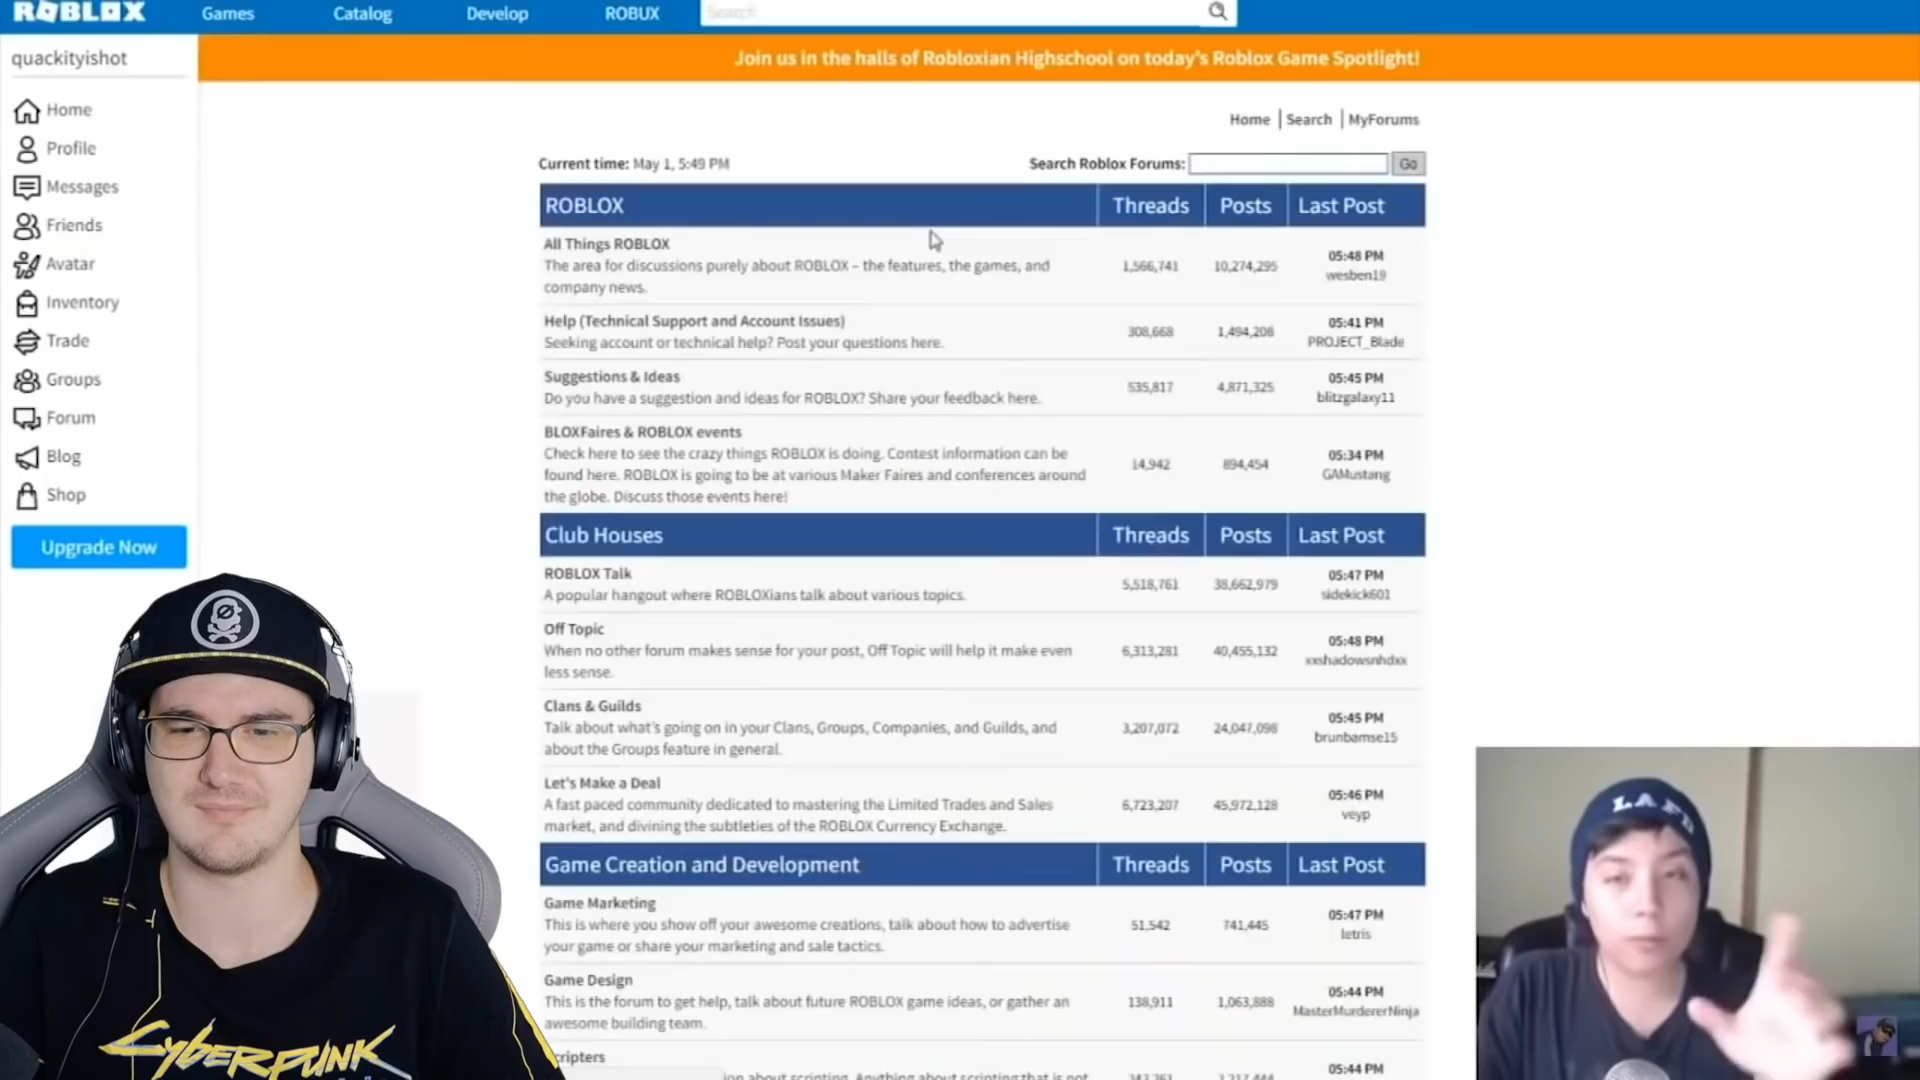 ROBLOX
Games
Catalog
Develop
ROBUX
Search
quackityishot
Join us in the halls of Robloxian Highschool on today's Roblox Game Spotlight!
Home
Profile
Messages
Friends
Avatar
Inventory
Trade
Groups
Forum
Blog
Shop
Upgrade Now
Home | Search | MyForums
Current time: May 1, 5:49 PM
Search Roblox Forums:
Go
ROBLOX Threads Posts Last Post
All Things ROBLOX
The area for discussions purely about ROBLOX – the features, the games, and
company news.
1,566,741
10,274,295
05:48 PM
wesben19
Help (Technical Support and Account Issues)
Seeking account or technical help? Post your questions here.
308,668
1,494,208
05:41 PM
PROJECT_Blade
Suggestions & Ideas
Do you have a suggestion and ideas for ROBLOX? Share your feedback here.
535,817
4,871,325
05:45 PM
blitzgalaxy11
BLOXFaires & ROBLOX events
Check here to see the crazy things ROBLOX is doing. Contest information can be
found here. ROBLOX is going to be at various Maker Faires and conferences around
the globe. Discuss those events here!
14,942
894,454
05:34 PM
GAMustang
Club Houses Threads Posts Last Post
ROBLOX Talk
A popular hangout where ROBLOXians talk about various topics.
5,518,761
38,662,979
05:47 PM
sidekick601
Off Topic
When no other forum makes sense for your post, Off Topic will help it make even
less sense.
6,313,281
40,455,132
05:48 PM
xxshadowsnhdxx
Clans & Guilds
Talk about what's going on in your Clans, Groups, Companies, and Guilds, and
about the Groups feature in general.
3,207,072
24,047,098
05:45 PM
brunbamse15
Let's Make a Deal
A fast paced community dedicated to mastering the Limited Trades and Sales
market, and divining the subtleties of the ROBLOX Currency Exchange.
6,723,207
45,972,128
05:46 PM
veyp
Game Creation and Development Threads Posts Last Post
Game Marketing
This is where you show off your awesome creations, talk about how to advertise
your game or share your marketing and sale tactics.
51,542
741,445
05:47 PM
letris
Game Design
This is the forum to get help, talk about future ROBLOX game ideas, or gather an
awesome building team.
138,911
1,063,888
05:44 PM
MasterMurdererNinja
cripters
about scripting. Anything about scripting that is not
05:44 PM
CYBERPUNK
LAPD